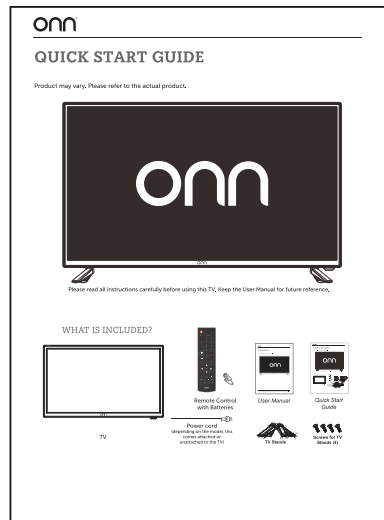 onn
QUICK START GUIDE
Product may vary. Please refer to the actual product.
onn
onn
Please read all instructions carefully before using this TV. Keep the User Manual for future reference.
WHAT IS INCLUDED?
onn
onn
Remote Control
with Batteries
User Manual
Quick Start
Guide
Power cord
(depending on the model, this
comes attached or
unattached to the TV)
TV
TV Stands
Screws for TV
Stands (4)